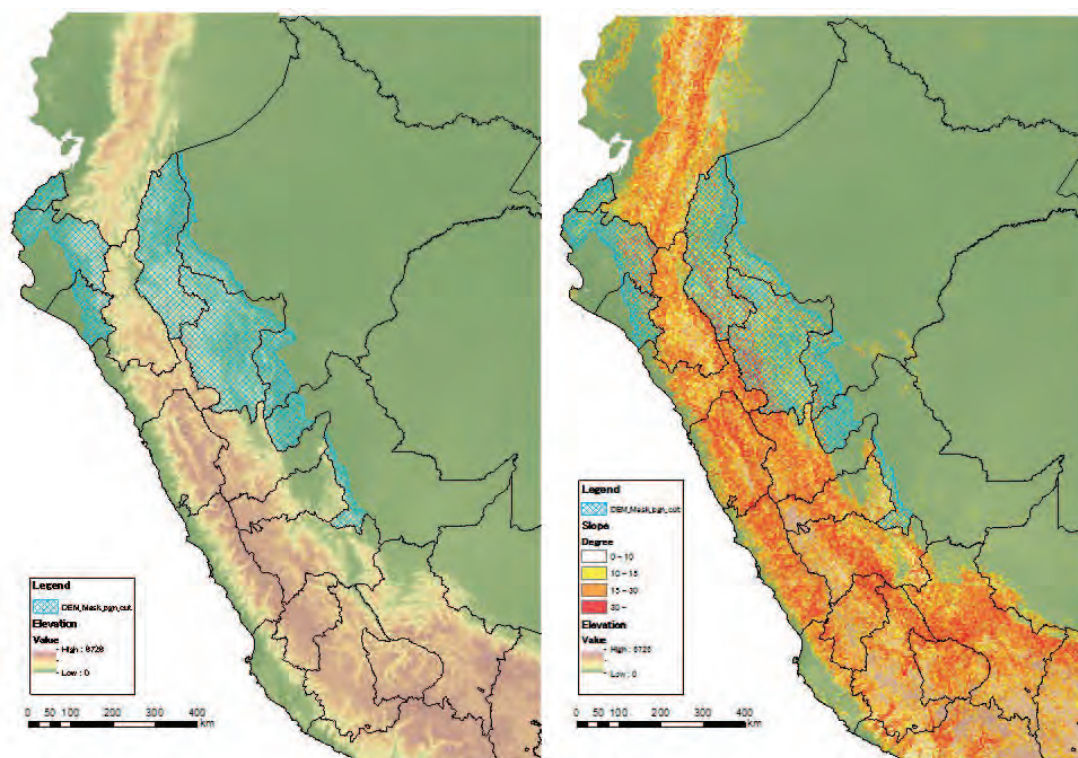 Legend
DEM_Mask_pgn_cut
Elevation
Value
High : 6728
Low : 0
0 50 100 200 300 400
km
Legend
DEM_Mask_pgn_cut
Slope
Degree
0 - 10
10 - 15
15 - 30
30 -
Elevation
Value
High : 6728
Low : 0
0 50 100 200 300 400
km